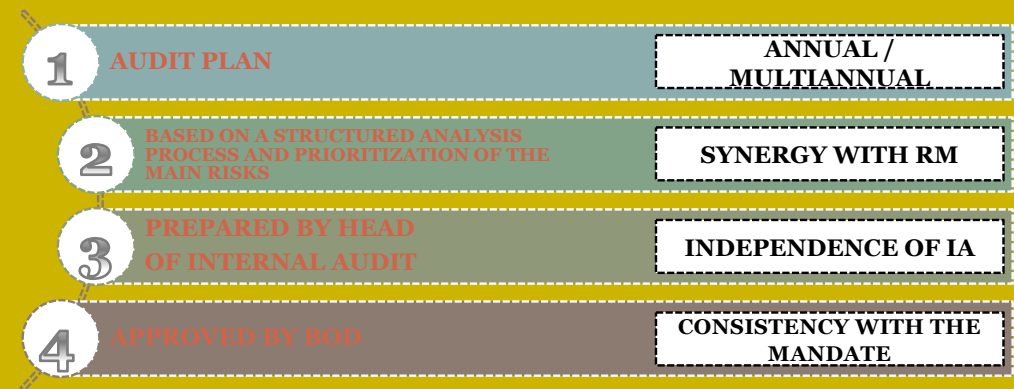 1
AUDIT PLAN
ANNUAL /
MULTIANNUAL
2
BASED ON A STRUCTURED ANALYSIS
PROCESS AND PRIORITIZATION OF THE
MAIN RISKS
SYNERGY WITH RM
3
PREPARED BY HEAD
OF INTERNAL AUDIT
INDEPENDENCE OF IA
4
APPROVED BY BOD
CONSISTENCY WITH THE
MANDATE